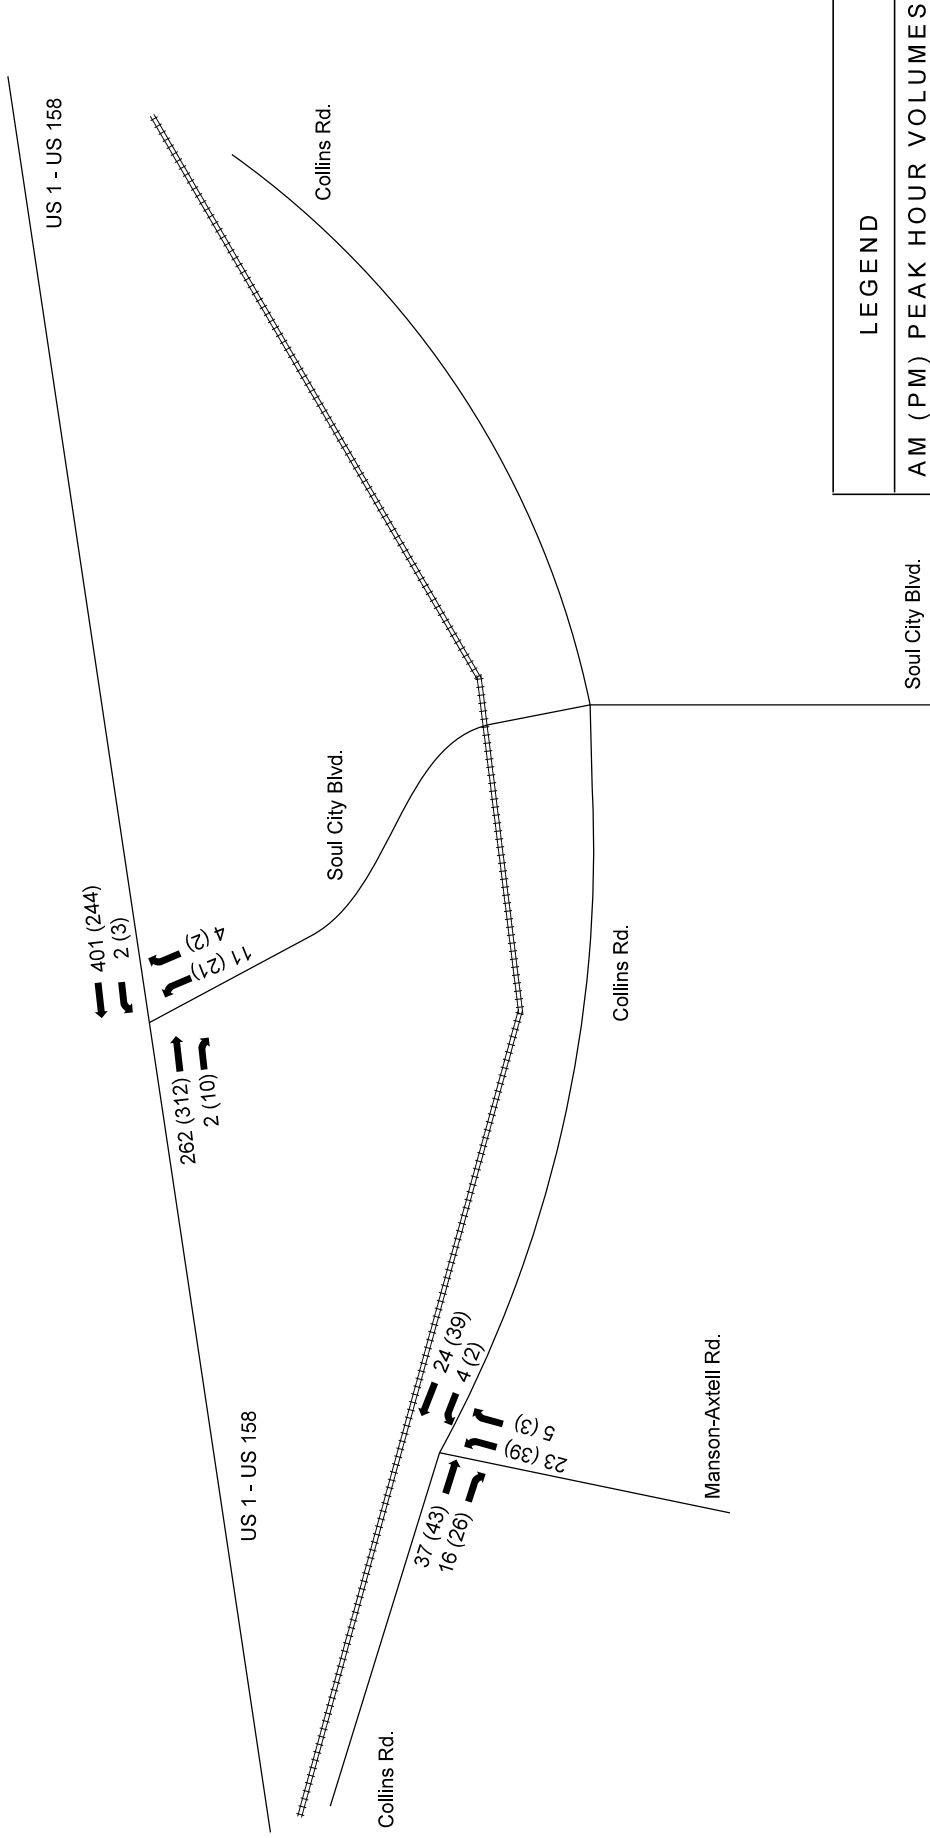 US 1 - US 158
Collins Rd.
401 (244)
2 (3)
4 (2)
11 (21)
262 (312)
2 (10)
Soul City Blvd.
US 1 - US 158
24 (39)
4 (2)
5 (3)
23 (39)
37 (43)
16 (26)
Collins Rd.
Collins Rd.
Manson-Axtell Rd.
Soul City Blvd.
LEGEND
AM (PM) PEAK HOUR VOLUMES